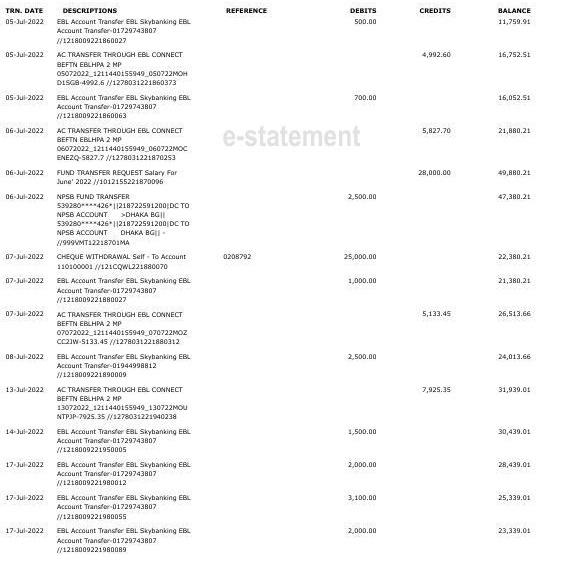 TRN. DATE DESCRIPTIONS REFERENCE DEBITS CREDITS BALANCE
05-Jul-2022 EBL Account Transfer EBL Skybanking EBL 500.00 11,759.91
Account Transfer-01729743807
//1218009221860027
05-Jul-2022 AC TRANSFER THROUGH EBL CONNECT 4,992.60 16,752.51
BEFTN EBLHPA 2 MP
05072022_1211440155949_050722MOH
D1SGB-4992.6 //1278031221860373
05-Jul-2022 EBL Account Transfer EBL Skybanking EBL 700.00 16,052.51
Account Transfer-01729743807
//1218009221860063
06-Jul-2022 AC TRANSFER THROUGH EBL CONNECT 5,827.70 21,880.21
BEFTN EBLHPA 2 MP
06072022_1211440155949_060722MOC
ENEZQ-5827.7 //1278031221870253
e-statement
06-Jul-2022 FUND TRANSFER REQUEST Salary For 28,000.00 49,880.21
June' 2022 //1012155221870096
06-Jul-2022 NPSB FUND TRANSFER 2,500.00 47,380.21
539280****426*||218722591200|DC TO
NPSB ACCOUNT >DHAKA BG||
539280****426*||218722591200|DC TO
NPSB ACCOUNT DHAKA BG|| -
//999VMT12218701MA
07-Jul-2022 CHEQUE WITHDRAWAL Self - To Account 0208792 25,000.00 22,380.21
110100001 //121CQWL221880070
07-Jul-2022 EBL Account Transfer EBL Skybanking EBL 1,000.00 21,380.21
Account Transfer-01729743807
//1218009221880027
07-Jul-2022 AC TRANSFER THROUGH EBL CONNECT 5,133.45 26,513.66
BEFTN EBLHPA 2 MP
07072022_1211440155949_070722MOZ
CC2JW-5133.45 //1278031221880312
08-Jul-2022 EBL Account Transfer EBL Skybanking EBL 2,500.00 24,013.66
Account Transfer-01944998812
//1218009221890009
13-Jul-2022 AC TRANSFER THROUGH EBL CONNECT 7,925.35 31,939.01
BEFTN EBLHPA 2 MP
13072022_1211440155949_130722MOU
NTPJP-7925.35 //1278031221940238
14-Jul-2022 EBL Account Transfer EBL Skybanking EBL 1,500.00 30,439.01
Account Transfer-01729743807
//1218009221950005
17-Jul-2022 EBL Account Transfer EBL Skybanking EBL 2,000.00 28,439.01
Account Transfer-01729743807
//1218009221980012
17-Jul-2022 EBL Account Transfer EBL Skybanking EBL 3,100.00 25,339.01
Account Transfer-01729743807
//1218009221980055
17-Jul-2022 EBL Account Transfer EBL Skybanking EBL 2,000.00 23,339.01
Account Transfer-01729743807
//1218009221980089